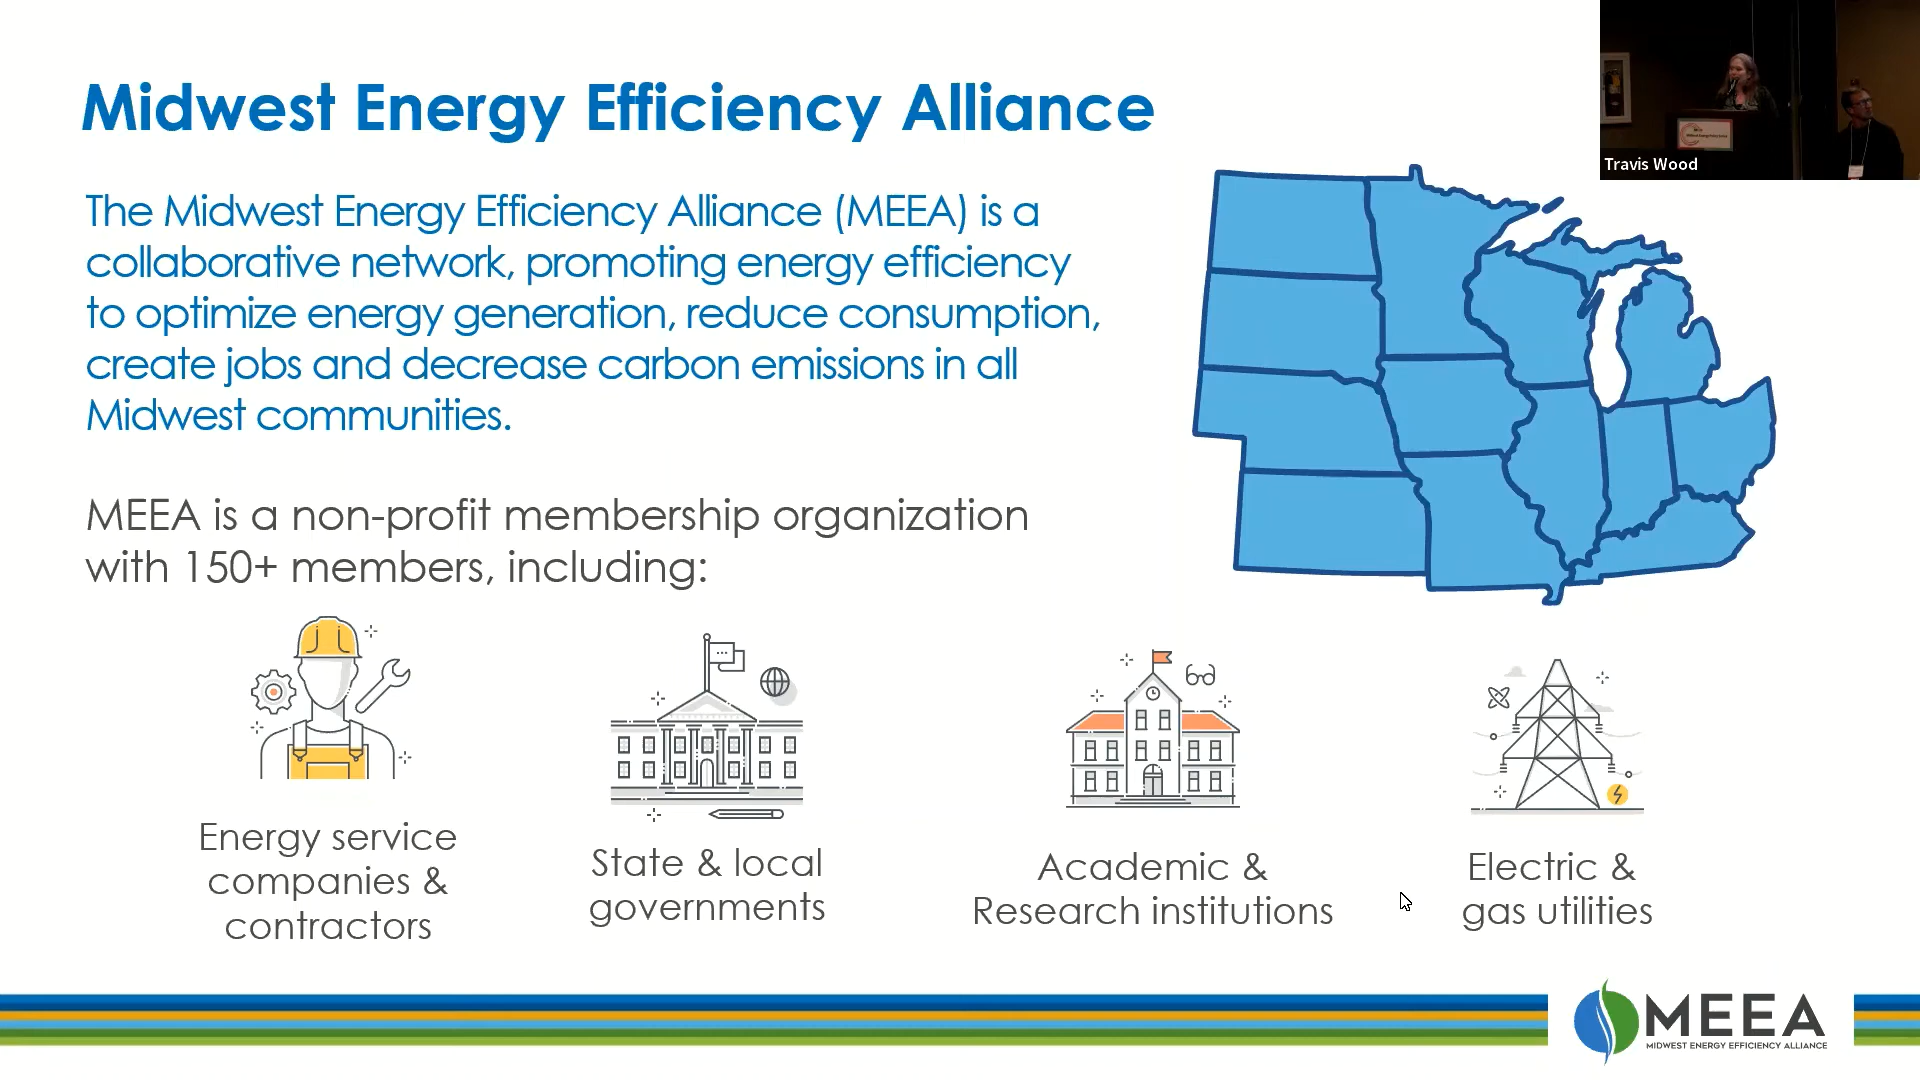 Midwest Energy Efficiency Alliance
Travis Wood
The Midwest Energy Efficiency Alliance (MEEA) is a
collaborative network, promoting energy efficiency
to optimize energy generation, reduce consumption,
create jobs and decrease carbon emissions in all
Midwest communities.
MEEA is a non-profit membership organization
with 150+ members, including:
Energy service
companies &
contractors
State & local
governments
Academic &
Research institutions
Electric &
gas utilities
MEEA
MIDWEST ENERGY EFFICIENCY ALLIANCE